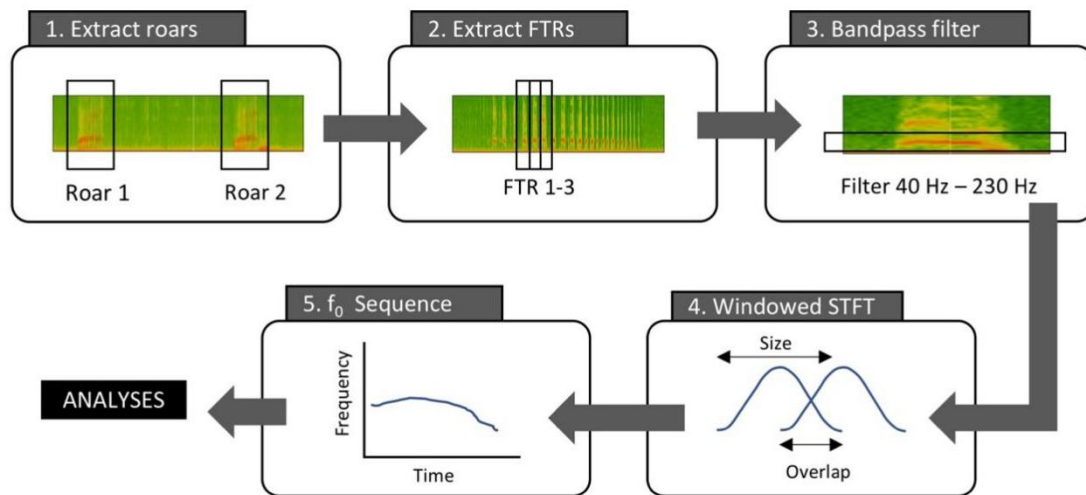 1. Extract roars
2. Extract FTRs
3. Bandpass filter
Roar 1
Roar 2
FTR 1-3
Filter 40 Hz – 230 Hz
5. f₀ Sequence
4. Windowed STFT
Size
Frequency
ANALYSES
Time
Overlap